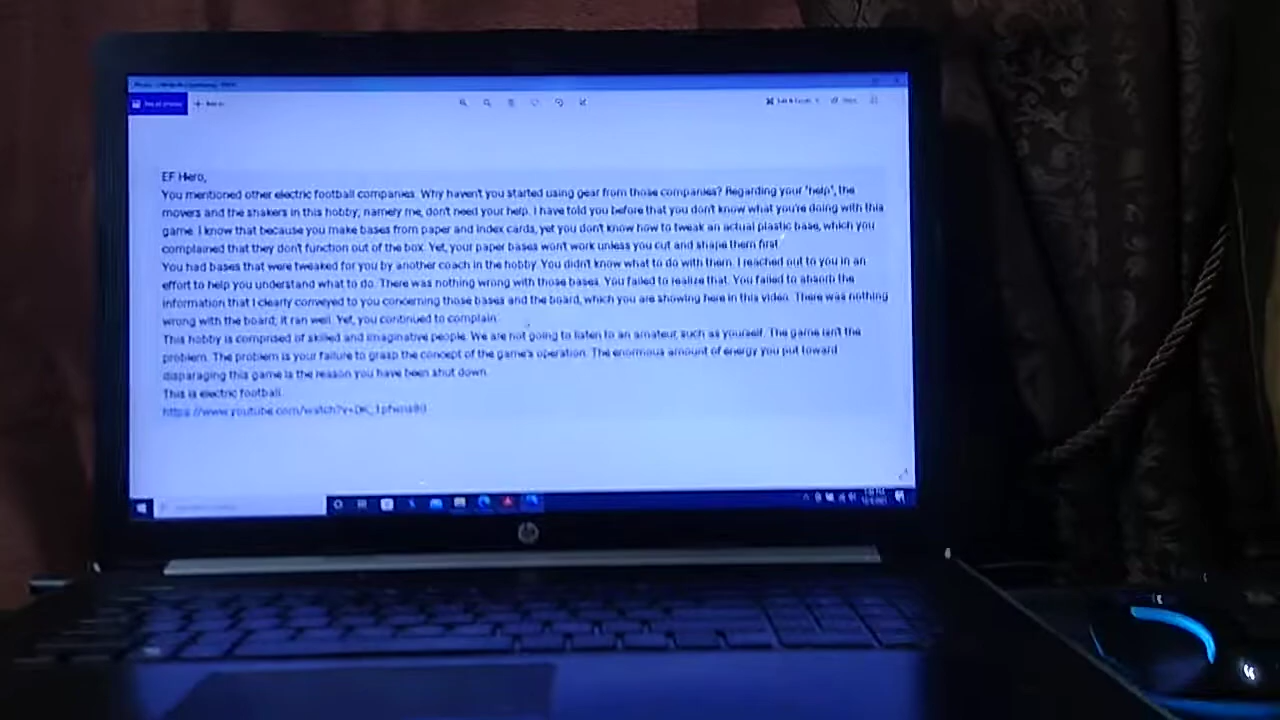 See all photos + Add to
Edit & Create Share
EF Hero,
You mentioned other electric football companies. Why haven't you started using gear from those companies? Regarding your "help", the
movers and the shakers in this hobby, namely me, don't need your help. I have told you before that you don't know what you're doing with this
game. I know that because you make bases from paper and index cards, yet you don't know how to tweak an actual plastic base, which you
complained that they don't function out of the box. Yet, your paper bases won't work unless you cut and shape them first.
You had bases that were tweaked for you by another coach in the hobby. You didn't know what to do with them. I reached out to you in an
effort to help you understand what to do. There was nothing wrong with those bases. You failed to realize that. You failed to absorb the
information that I clearly conveyed to you concerning those bases and the board, which you are showing here in this video. There was nothing
wrong with the board; it ran well. Yet, you continued to complain.
This hobby is comprised of skilled and imaginative people. We are not going to listen to an amateur, such as yourself. The game isn't the
problem. The problem is your failure to grasp the concept of the game's operation. The enormous amount of energy you put toward
disparaging this game is the reason you have been shut down.
This is electric football.
hp